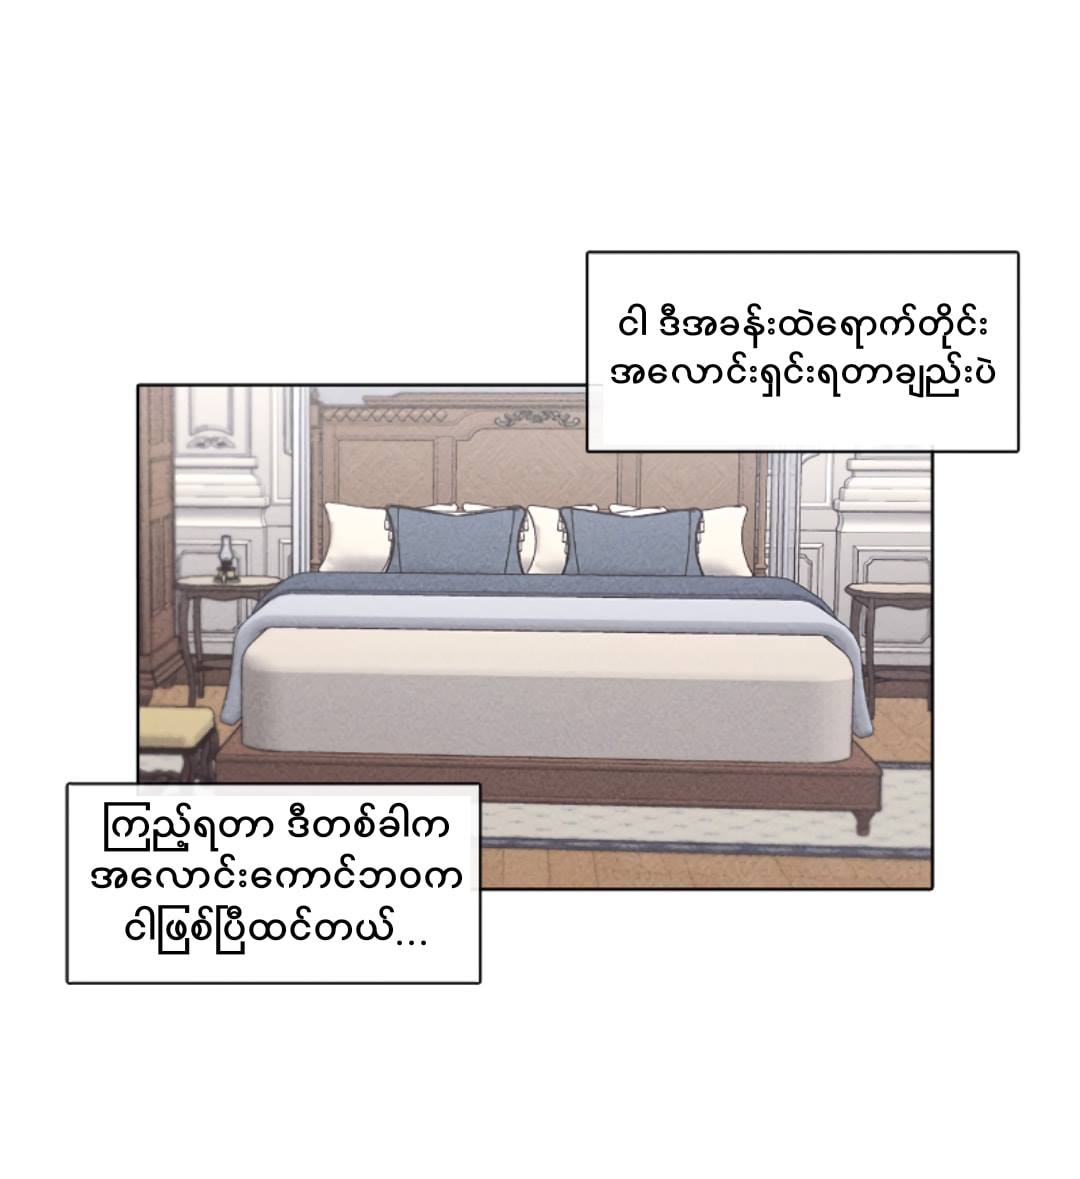 ငါ ဒီအခန်းထဲရောက်တိုင်း
အလောင်းရှင်းရတာချည်းပဲ
ကြည့်ရတာ ဒီတစ်ခါက
အလောင်းကောင်ဘဝက
ငါဖြစ်ပြီထင်တယ်...